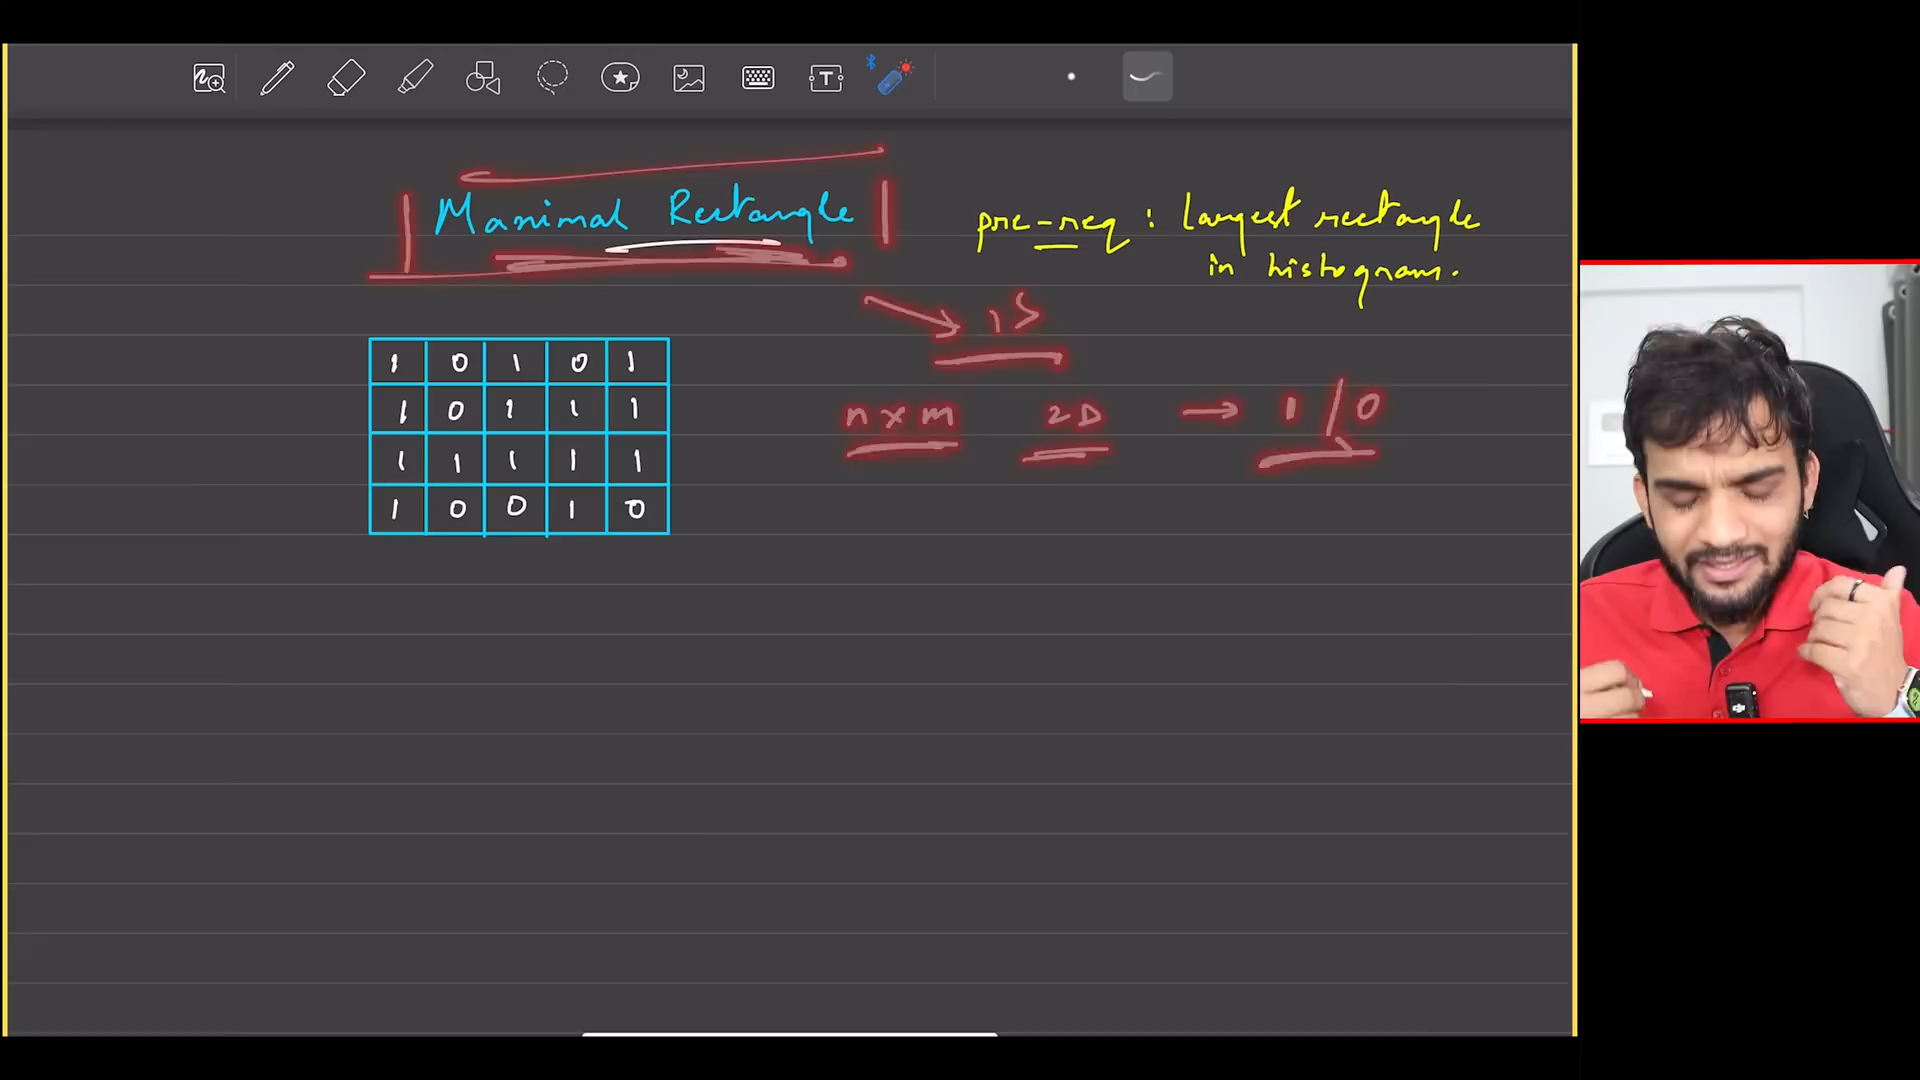 Maximal Rectangle
pre-req : Largest rectangle
in histogram.
1s
n x m 2D → 1 / 0
1 0 1 0 1
1 0 1 1 1
1 1 1 1 1
1 0 0 1 0